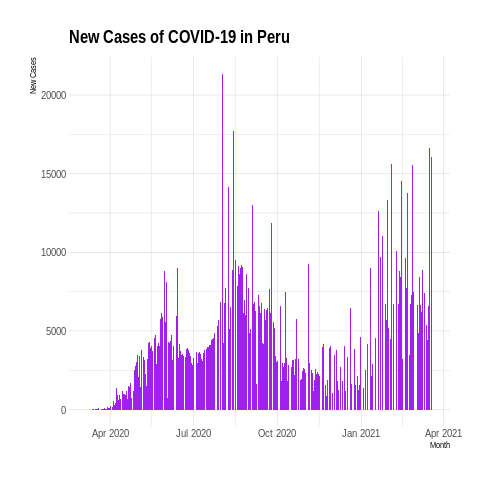 New Cases of COVID-19 in Peru
New Cases
20000
15000
10000
5000
0
Apr 2020 Jul 2020 Oct 2020 Jan 2021 Apr 2021
Month